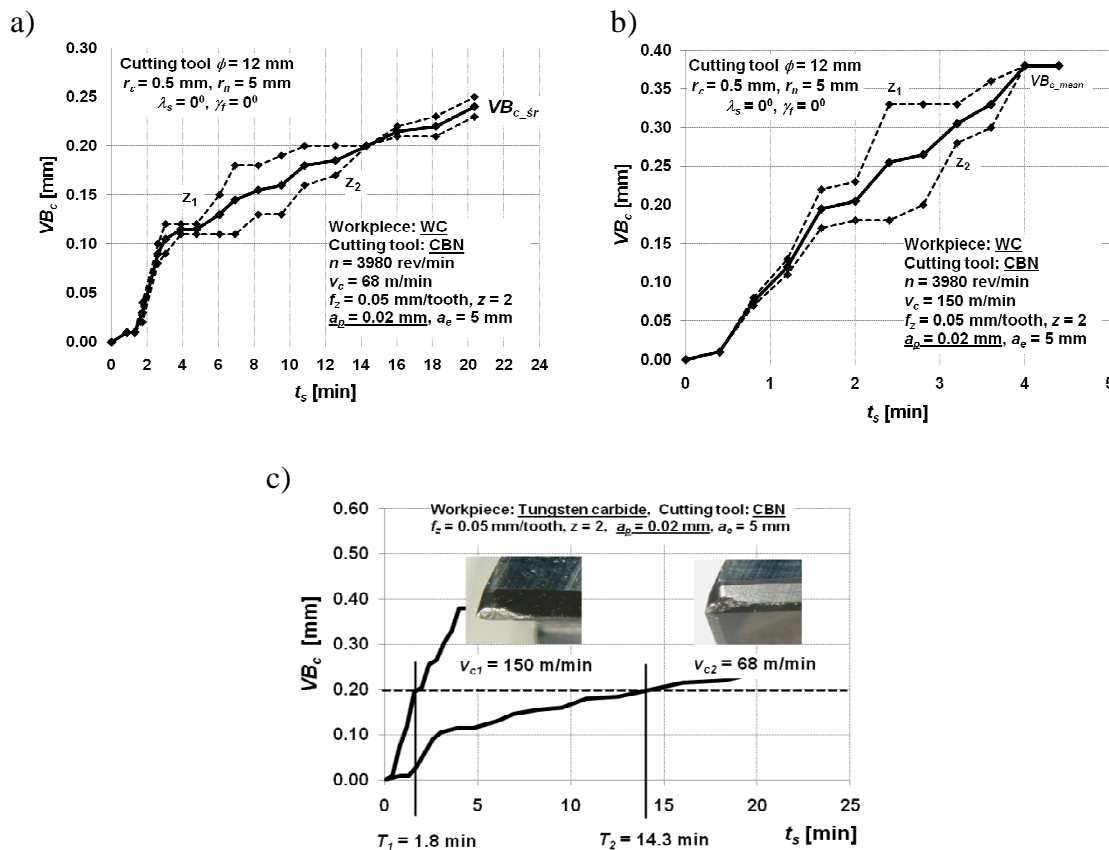 a)
0.30
0.25
0.20
0.15
0.10
0.05
0.00
VBc [mm]
Cutting tool ϕ = 12 mm
rε = 0.5 mm, rn = 5 mm
λs = 0⁰, γf = 0⁰
VBc_śr
z1
z2
Workpiece: WC
Cutting tool: CBN
n = 3980 rev/min
vc = 68 m/min
fz = 0.05 mm/tooth, z = 2
ap = 0.02 mm, ae = 5 mm
0 2 4 6 8 10 12 14 16 18 20 22 24
ts [min]
b)
0.40
0.35
0.30
0.25
0.20
0.15
0.10
0.05
0.00
VBc [mm]
Cutting tool ϕ = 12 mm
rε = 0.5 mm, rn = 5 mm
λs = 0⁰, γf = 0⁰
VBc_mean
z1
z2
Workpiece: WC
Cutting tool: CBN
n = 3980 rev/min
vc = 150 m/min
fz = 0.05 mm/tooth, z = 2
ap = 0.02 mm, ae = 5 mm
0 1 2 3 4 5
ts [min]
c)
0.60
0.50
0.40
0.30
0.20
0.10
0.00
VBc [mm]
Workpiece: Tungsten carbide, Cutting tool: CBN
fz = 0.05 mm/tooth, z = 2, ap = 0.02 mm, ae = 5 mm
vc1 = 150 m/min
vc2 = 68 m/min
0 5 10 15 20 25
T1 = 1.8 min
T2 = 14.3 min
ts [min]